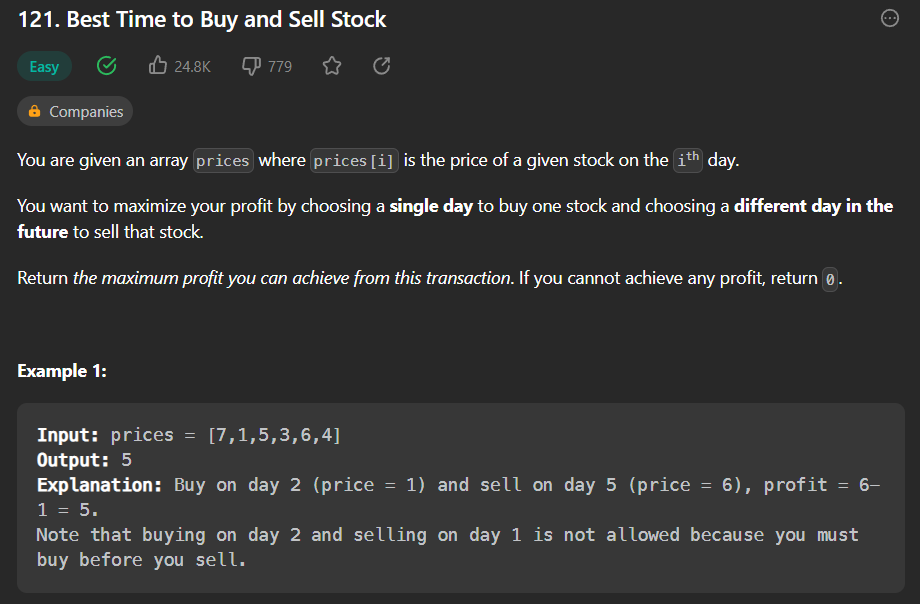 121. Best Time to Buy and Sell Stock
Easy 24.8K 779
Companies
You are given an array prices where prices[i] is the price of a given stock on the ith day.
You want to maximize your profit by choosing a single day to buy one stock and choosing a different day in the
future to sell that stock.
Return the maximum profit you can achieve from this transaction. If you cannot achieve any profit, return 0.
Example 1:
Input: prices = [7,1,5,3,6,4]
Output: 5
Explanation: Buy on day 2 (price = 1) and sell on day 5 (price = 6), profit = 6-
1 = 5.
Note that buying on day 2 and selling on day 1 is not allowed because you must
buy before you sell.